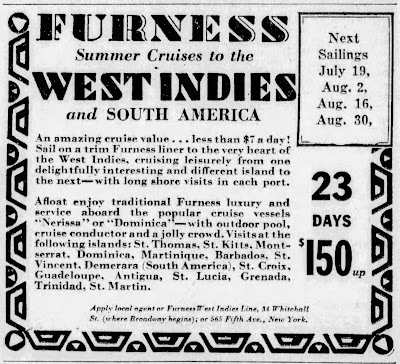 FURNESS
Summer Cruises to the
WEST INDIES
and SOUTH AMERICA
An amazing cruise value . . . less than $7 a day!
Sail on a trim Furness liner to the very heart of
the West Indies, cruising leisurely from one
delightfully interesting and different island to
the next—with long shore visits in each port.
Afloat enjoy traditional Furness luxury and
service aboard the popular cruise vessels
"Nerissa" or "Dominica"—with outdoor pool,
cruise conductor and a jolly crowd. Visits at the
following islands: St. Thomas, St. Kitts, Mont-
serrat, Dominica, Martinique, Barbados, St.
Vincent, Demerara (South America), St. Croix,
Guadeloupe, Antigua, St. Lucia, Grenada,
Trinidad, St. Martin.
Next
Sailings
July 19,
Aug. 2,
Aug. 16,
Aug. 30,
23
DAYS
$150 up
Apply local agent or Furness West Indies Line, 34 Whitehall
St. (where Broadway begins); or 565 Fifth Ave., New York.